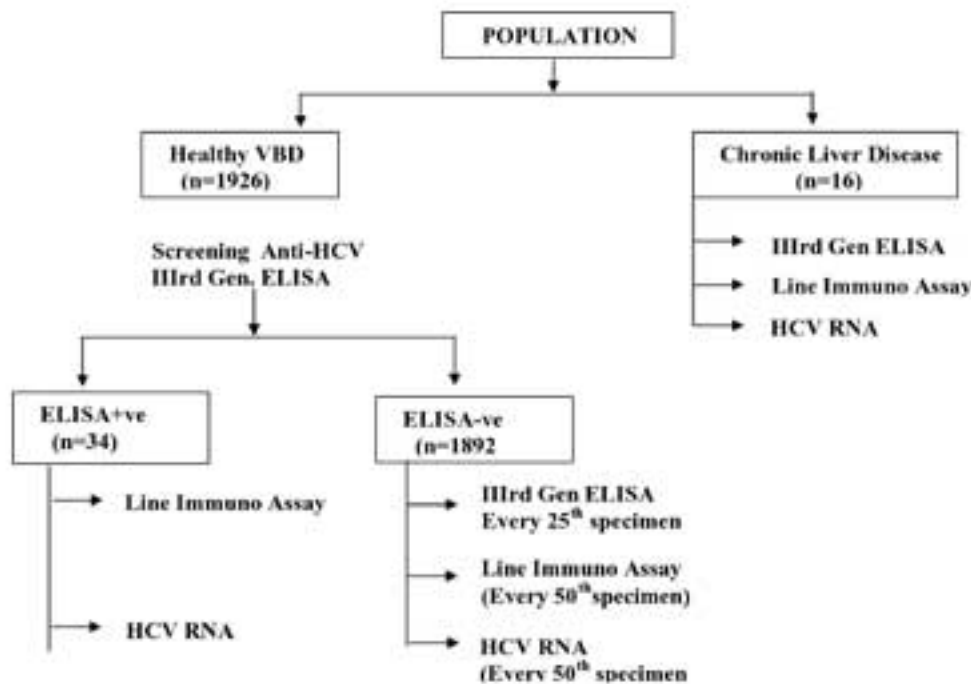 POPULATION
Healthy VBD
(n=1926)
Chronic Liver Disease
(n=16)
Screening Anti-HCV
IIIrd Gen. ELISA
IIIrd Gen ELISA
Line Immuno Assay
HCV RNA
ELISA+ve
(n=34)
ELISA-ve
(n=1892
Line Immuno Assay
HCV RNA
IIIrd Gen ELISA
Every 25th specimen
Line Immuno Assay
(Every 50th specimen)
HCV RNA
(Every 50th specimen